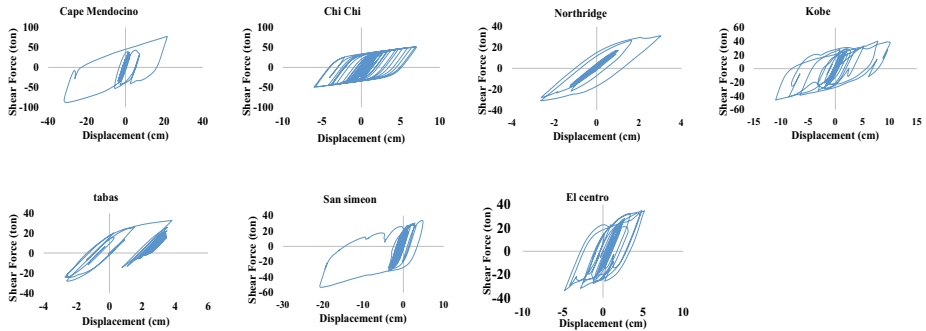 Cape Mendocino
Shear Force (ton)
100
50
0
-50
-100
-40 -20 0 20 40
Displacement (cm)
Chi Chi
Shear Force (ton)
100
50
0
-50
-100
-10 -5 0 5 10
Displacement (cm)
Northridge
Shear Force (ton)
40
20
0
-20
-40
-4 -2 0 2 4
Displacement (cm)
Kobe
Shear Force (ton)
60
40
20
0
-20
-40
-60
-15 -10 -5 0 5 10 15
Displacement (cm)
tabas
Shear Force (ton)
40
20
0
-20
-40
-4 -2 0 2 4 6
Displacement (cm)
San simeon
Shear Force (ton)
40
20
0
-20
-40
-60
-30 -20 -10 0 10
Displacement (cm)
El centro
Shear Force (ton)
40
20
0
-20
-40
-10 -5 0 5 10
Displacement (cm)